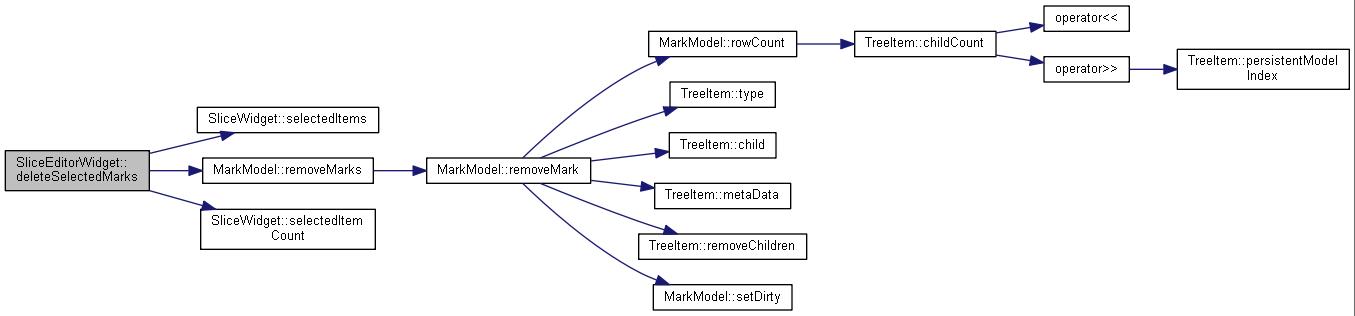 SliceEditorWidget::
deleteSelectedMarks
SliceWidget::selectedItems
MarkModel::removeMarks
SliceWidget::selectedItem
Count
MarkModel::removeMark
MarkModel::rowCount
TreeItem::type
TreeItem::child
TreeItem::metaData
TreeItem::removeChildren
MarkModel::setDirty
TreeItem::childCount
operator<<
operator>>
TreeItem::persistentModel
Index